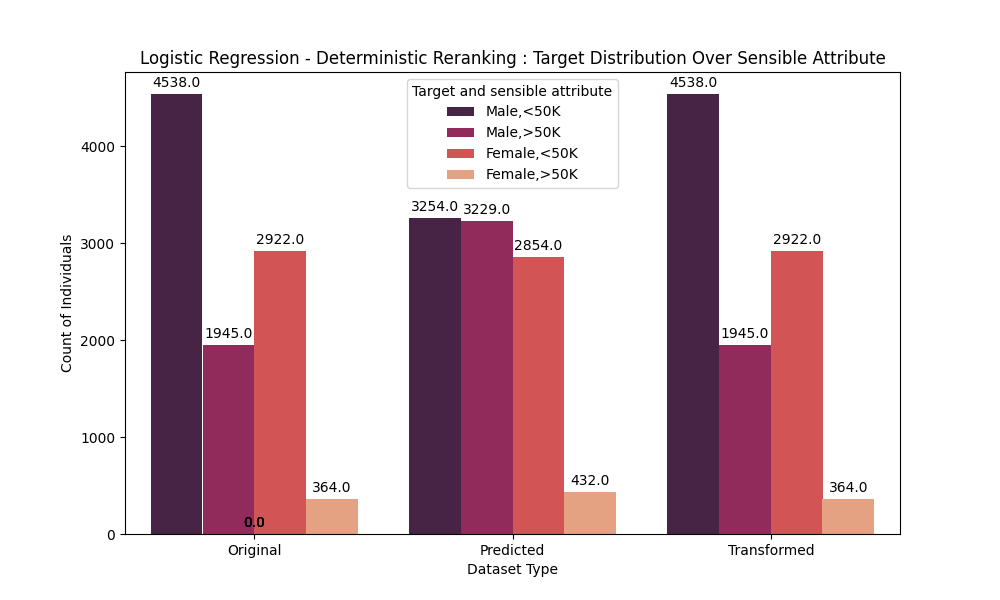 Logistic Regression - Deterministic Reranking : Target Distribution Over Sensible Attribute
Target and sensible attribute
Male,<50K
Male,>50K
Female,<50K
Female,>50K
4538.0
1945.0
2922.0
364.0
0.0
0.0
3254.0
3229.0
2854.0
432.0
4538.0
1945.0
2922.0
364.0
Count of Individuals
4000
3000
2000
1000
0
Original
Predicted
Transformed
Dataset Type